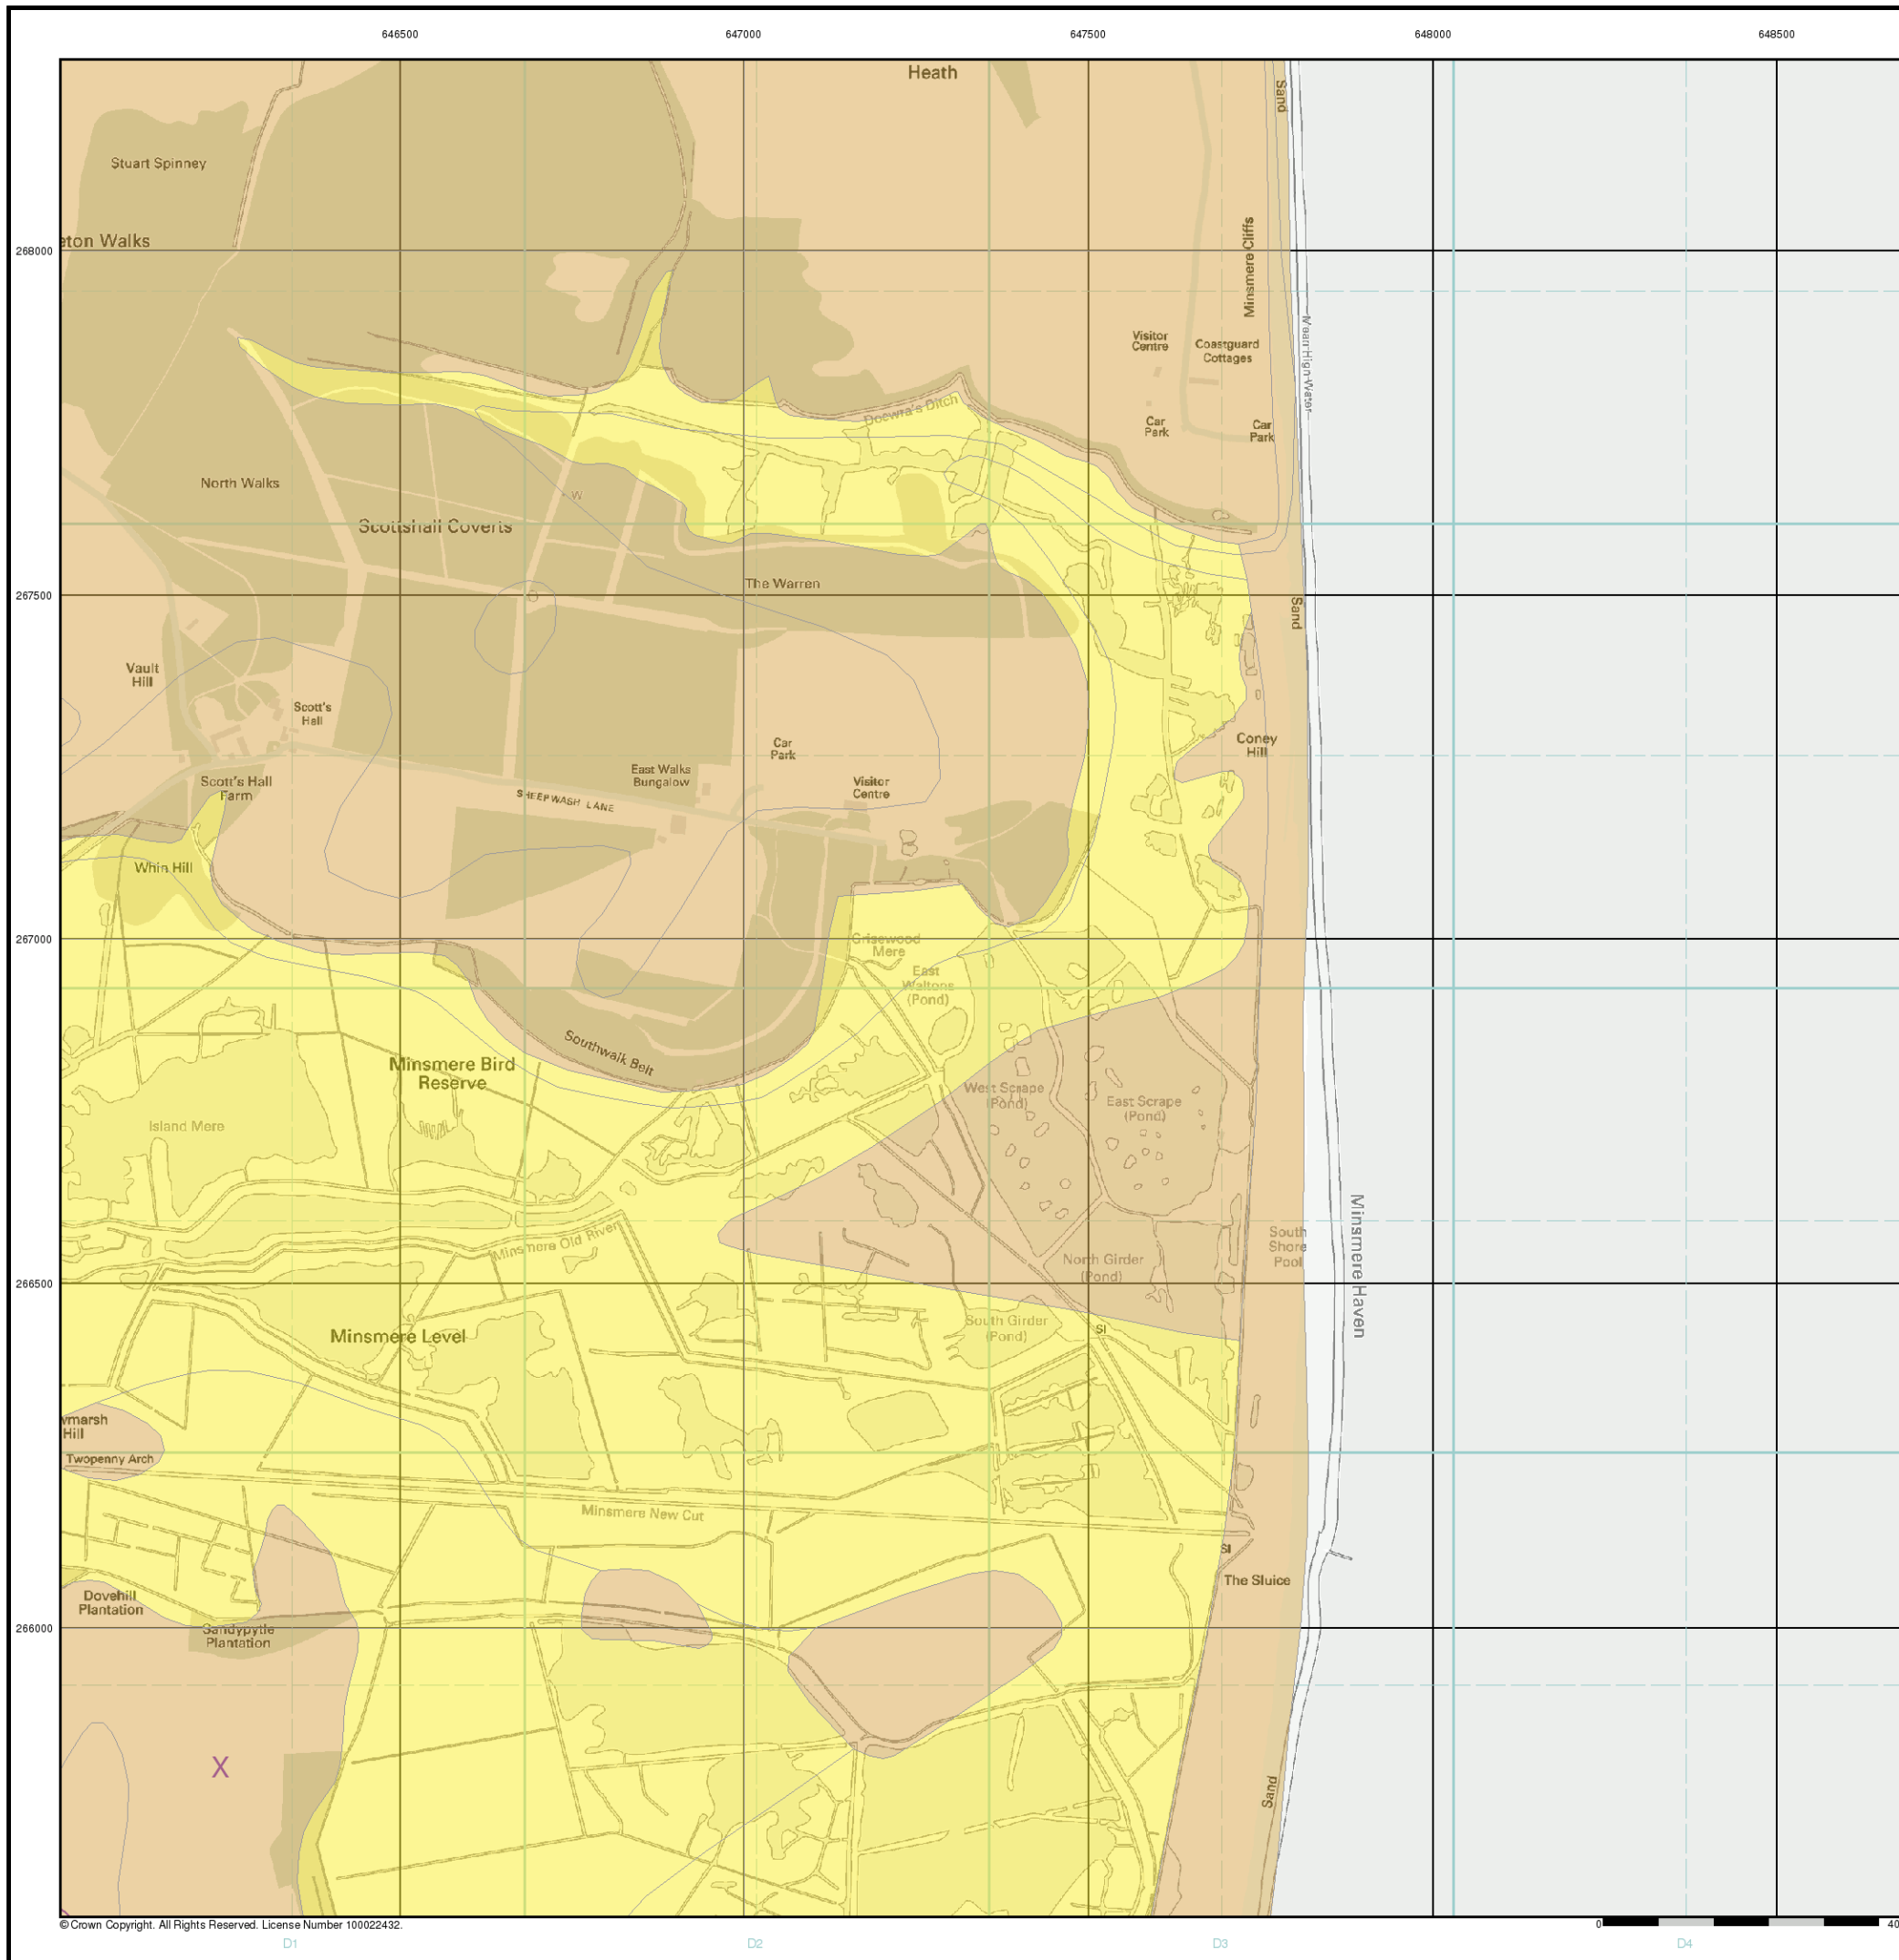 646500
647000
647500
648000
648500
Heath
Sand
Stuart Spinney
eton Walks
268000
Minsmere Cliffs
Mean High Water
Visitor
Centre
Coastguard
Cottages
Docwra's Ditch
Car
Park
Car
Park
North Walks
W
Scottshall Coverts
The Warren
267500
Sand
Vault
Hill
Scott's
Hall
Coney
Hill
Car
Park
East Walks
Bungalow
Visitor
Centre
Scott's Hall
Farm
SHEEPWASH LANE
Whin Hill
267000
Grisewood
Mere
East
Waltons
(Pond)
Southwalk Belt
Minsmere Bird
Reserve
West Scrape
(Pond)
East Scrape
(Pond)
Island Mere
Minsmere Old River
South
Shore
Pool
Minsmere Haven
North Girder
(Pond)
266500
Minsmere Level
South Girder
(Pond)
Sl
wmarsh
Hill
Twopenny Arch
Minsmere New Cut
Sl
The Sluice
Dovehill
Plantation
266000
Sandypytle
Plantation
X
Sand
© Crown Copyright. All Rights Reserved. License Number 100022432.
0
40
D1
D2
D3
D4